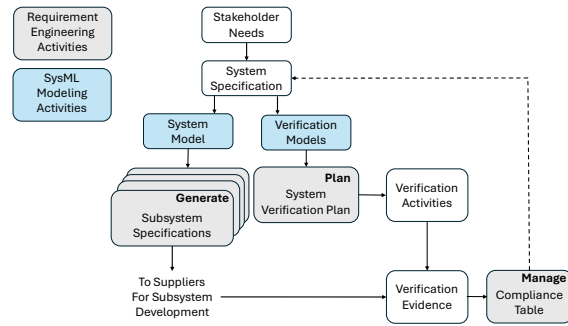 Requirement
Engineering
Activities
SysML
Modeling
Activities
Stakeholder
Needs
System
Specification
System
Model
Verification
Models
Generate
Subsystem
Specifications
Plan
System
Verification Plan
Verification
Activities
To Suppliers
For Subsystem
Development
Verification
Evidence
Manage
Compliance
Table